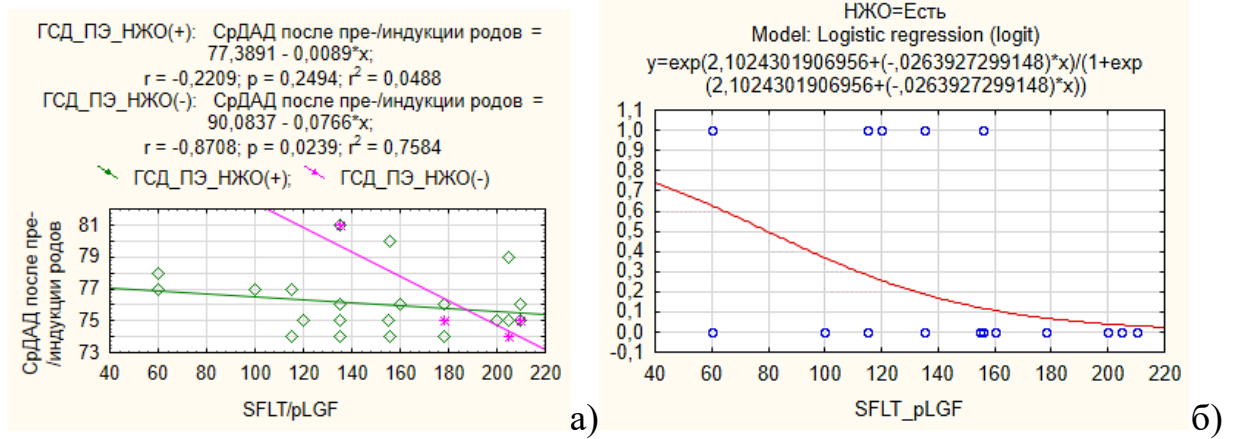 ГСД_ПЭ_НЖО(+): СрДАД после пре-/индукции родов =
77,3891 - 0,0089*x;
r = -0,2209; p = 0,2494; r² = 0,0488
ГСД_ПЭ_НЖО(-): СрДАД после пре-/индукции родов =
90,0837 - 0,0766*x;
r = -0,8708; p = 0,0239; r² = 0,7584
ГСД_ПЭ_НЖО(+); ГСД_ПЭ_НЖО(-)
СрДАД после пре-
/индукции родов
81
79
77
75
73
40 60 80 100 120 140 160 180 200 220
SFLT/pLGF
а)
НЖО=Есть
Model: Logistic regression (logit)
y=exp(2,1024301906956+(-,0263927299148)*x)/(1+exp
(2,1024301906956+(-,0263927299148)*x))
1,1
1,0
0,9
0,8
0,7
0,6
0,5
0,4
0,3
0,2
0,1
0,0
-0,1
40 60 80 100 120 140 160 180 200 220
SFLT_pLGF
б)